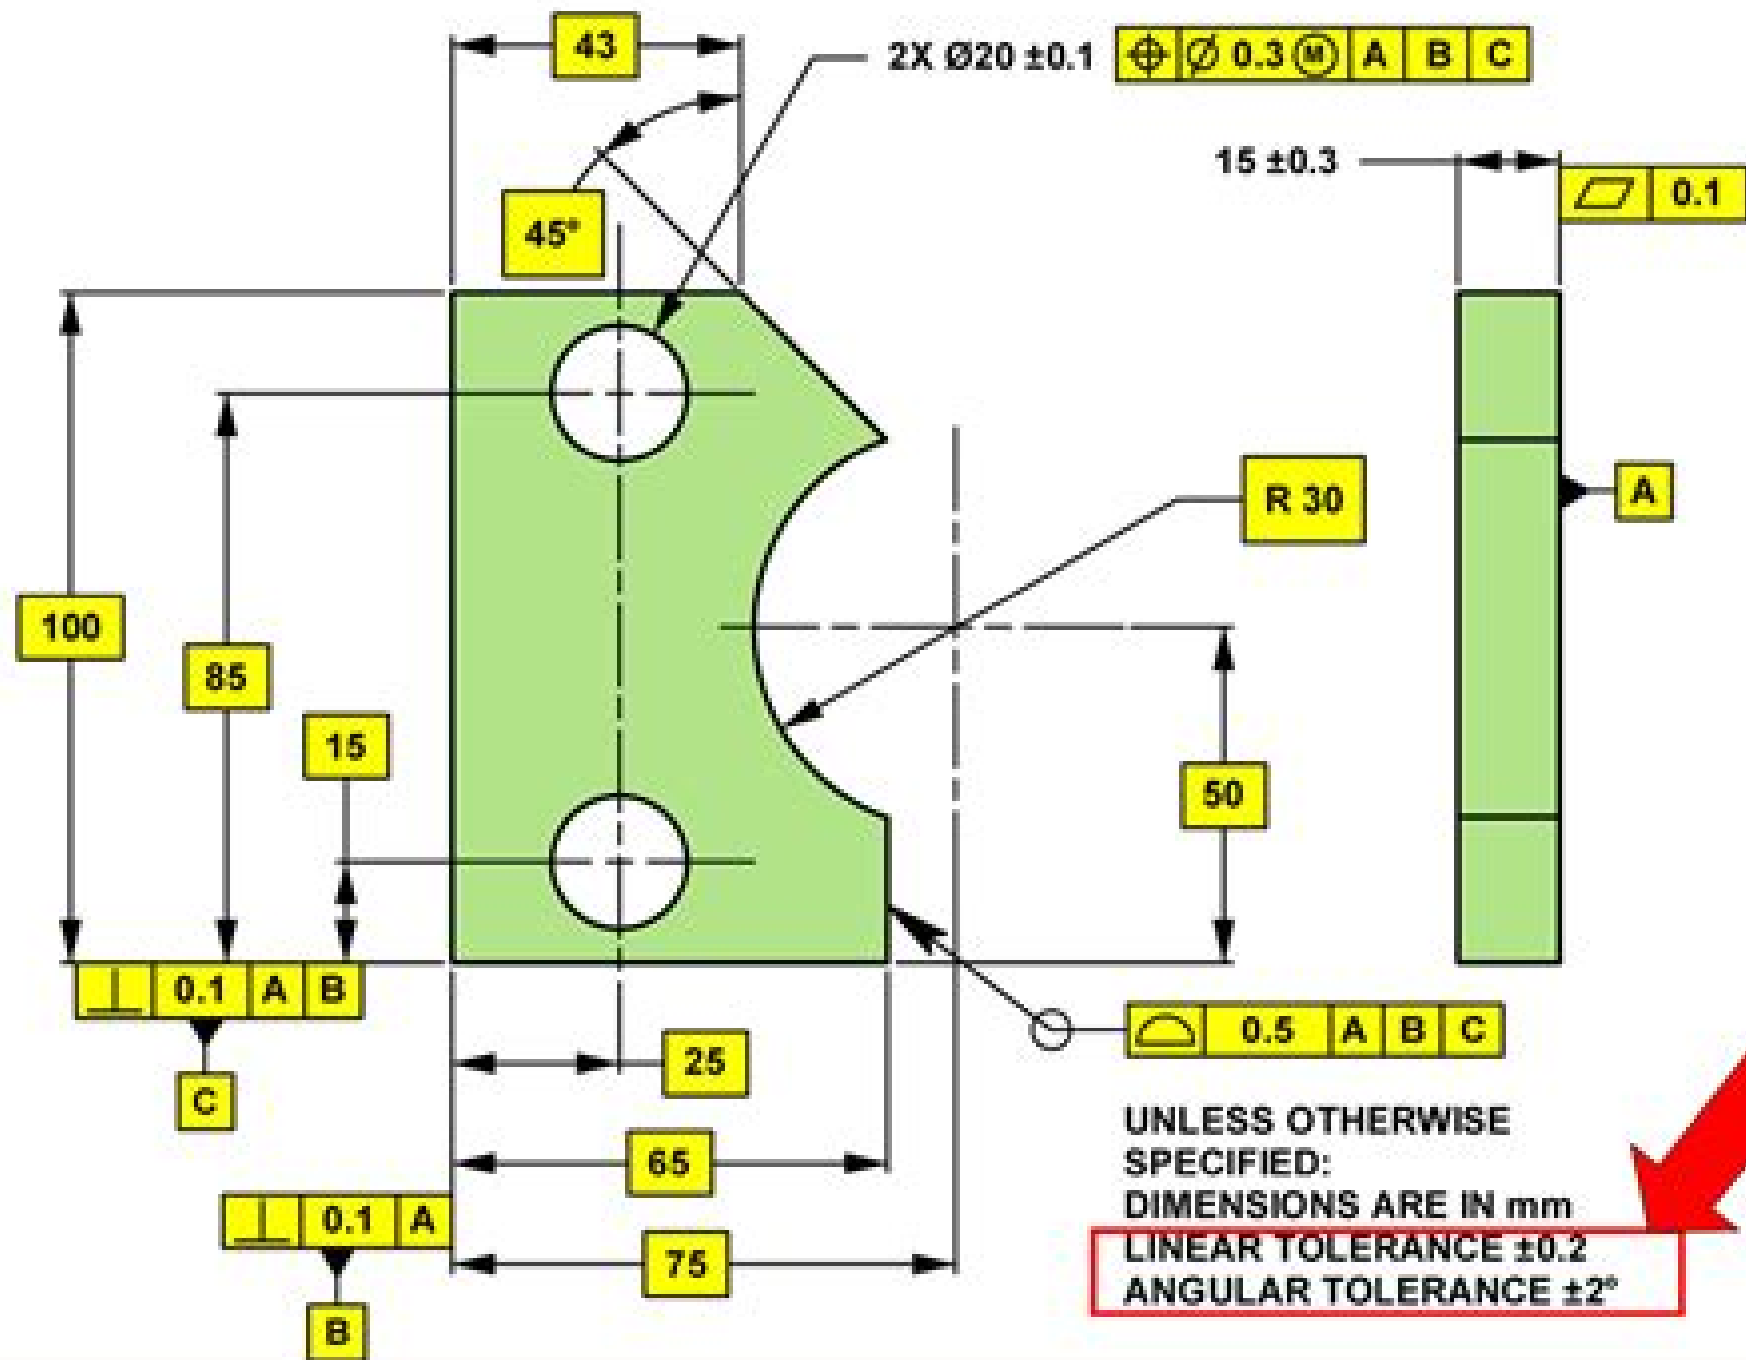 43
2X Ø20 ±0.1 ⌖ Ø 0.3 Ⓜ A B C
15 ±0.3
⏥ 0.1
45°
R 30
A
100
85
15
50
⟂ 0.1 A B
C
⌓ 0.5 A B C
25
65
75
⟂ 0.1 A
B
UNLESS OTHERWISE
SPECIFIED:
DIMENSIONS ARE IN mm
LINEAR TOLERANCE ±0.2
ANGULAR TOLERANCE ±2°